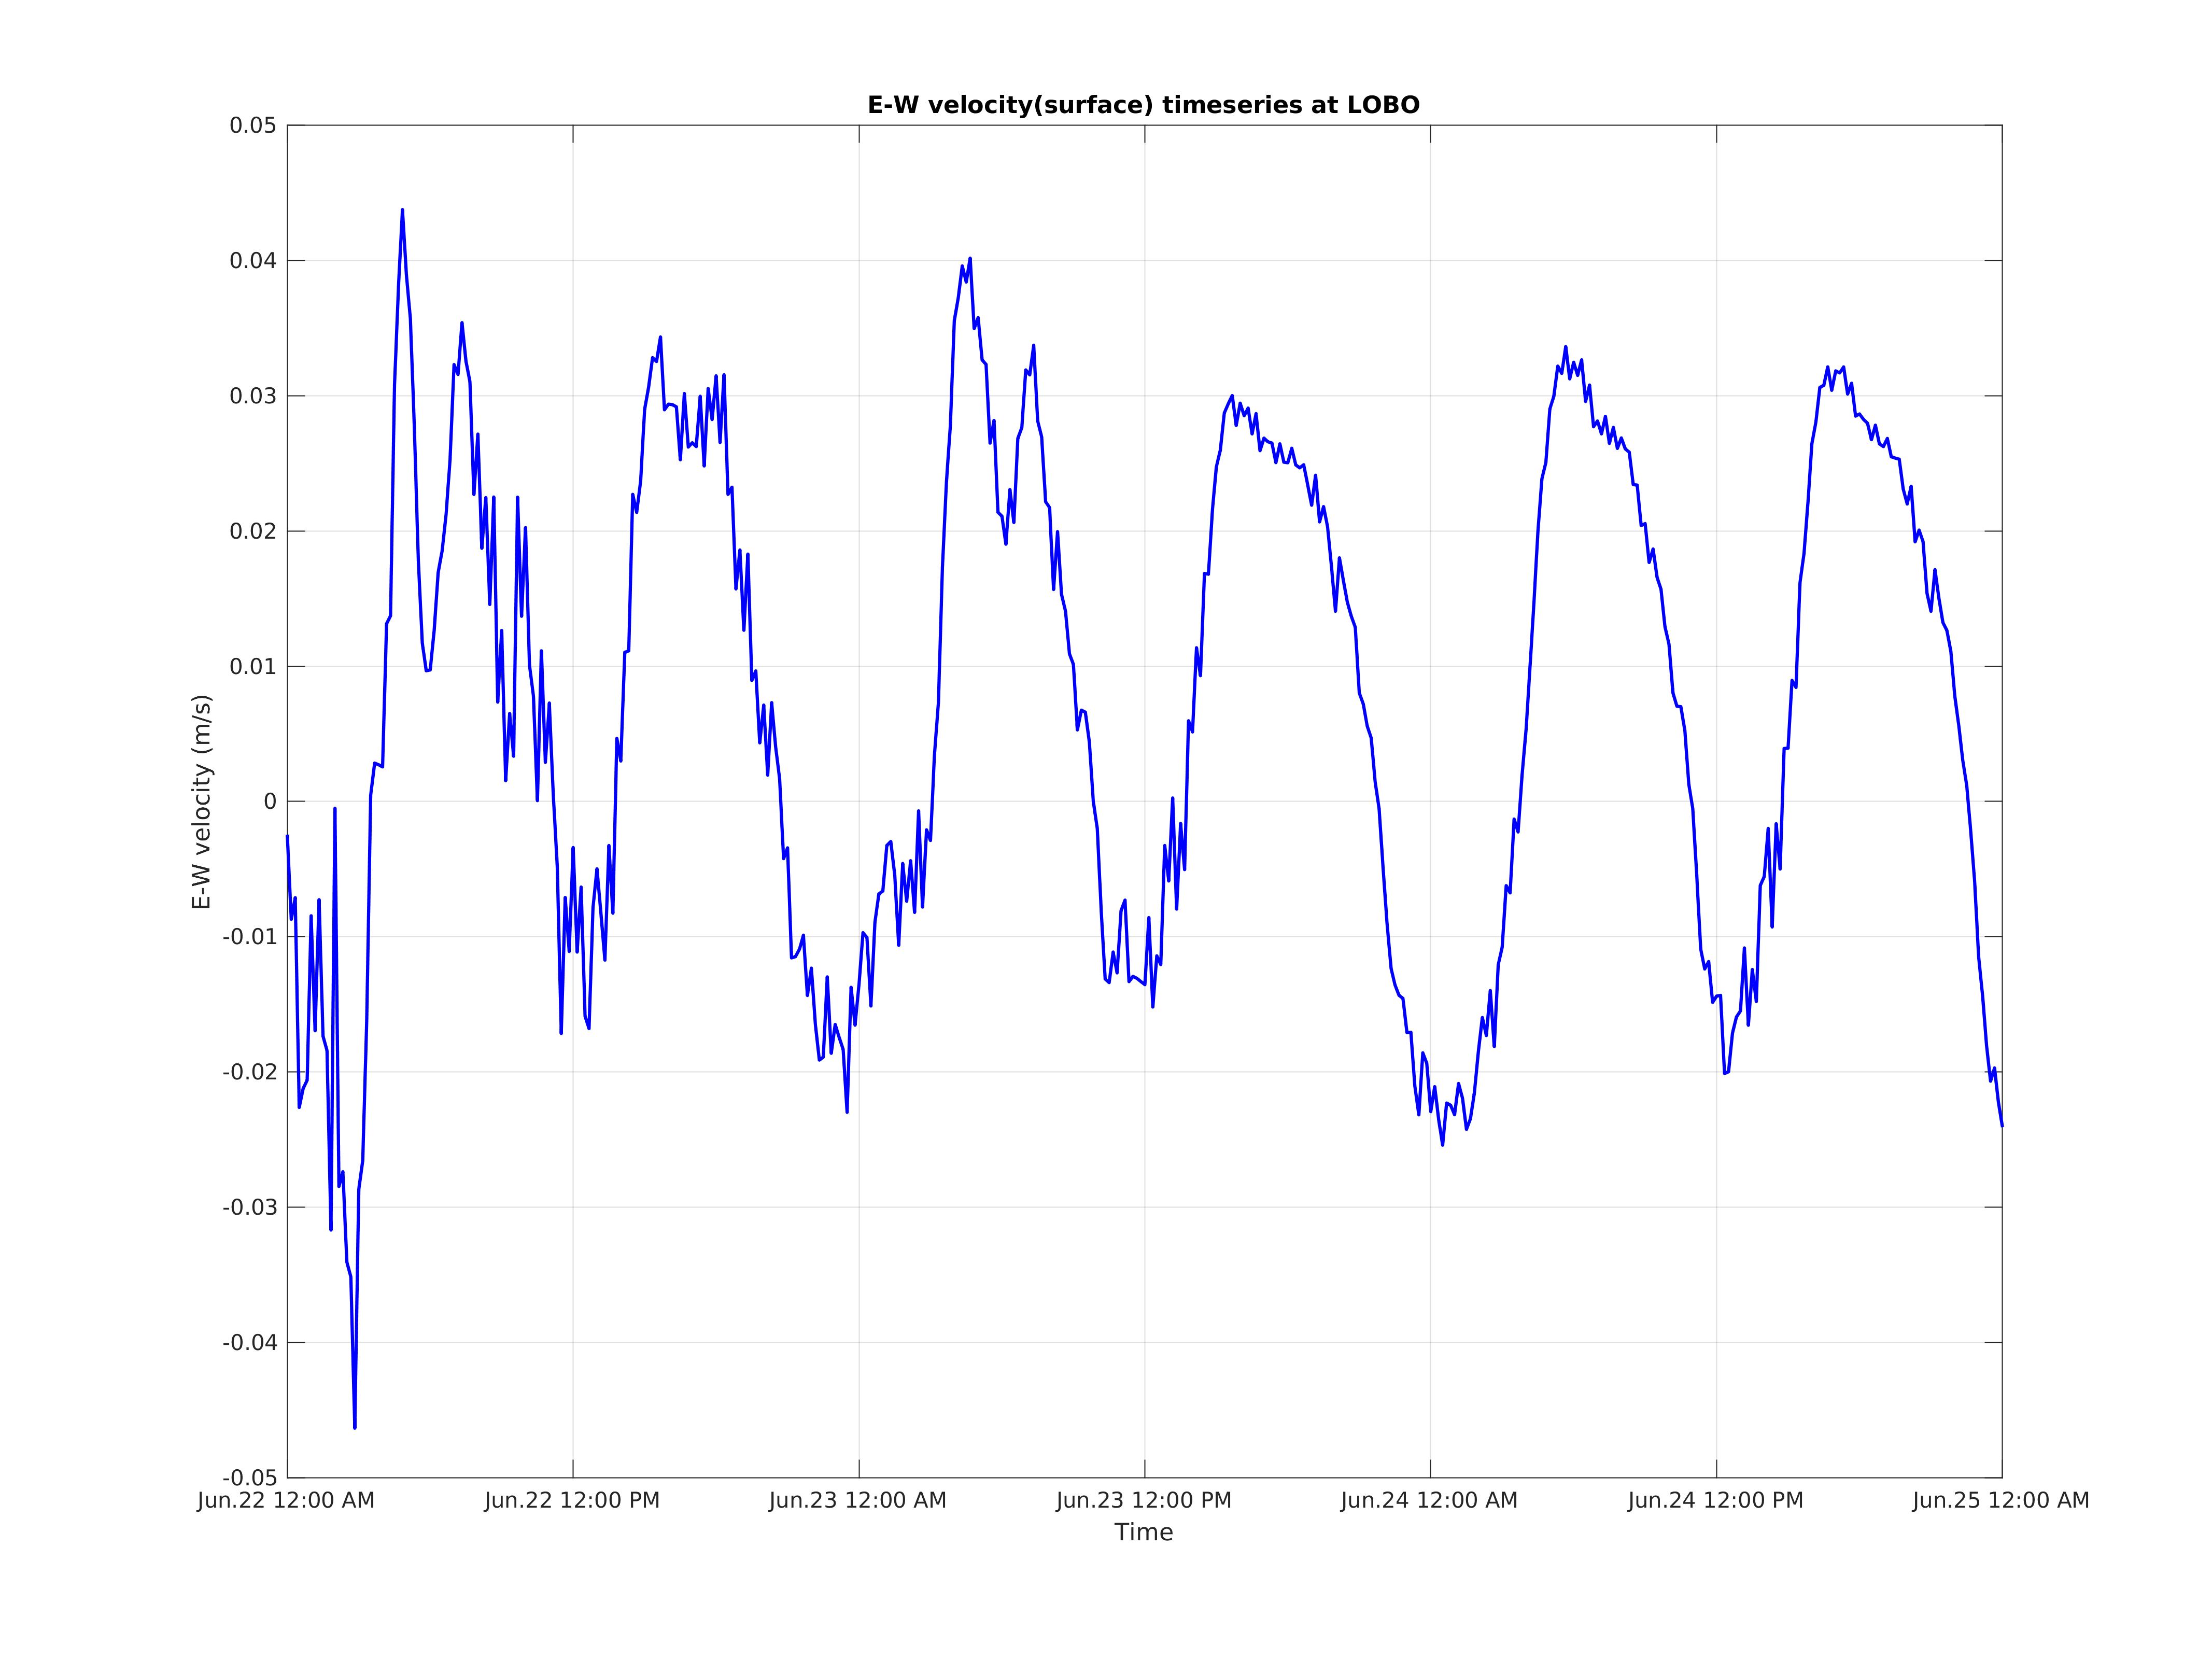 E-W velocity(surface) timeseries at LOBO
0.05
0.04
0.03
0.02
0.01
0
-0.01
-0.02
-0.03
-0.04
-0.05
E-W velocity (m/s)
Jun.22 12:00 AM
Jun.22 12:00 PM
Jun.23 12:00 AM
Jun.23 12:00 PM
Jun.24 12:00 AM
Jun.24 12:00 PM
Jun.25 12:00 AM
Time